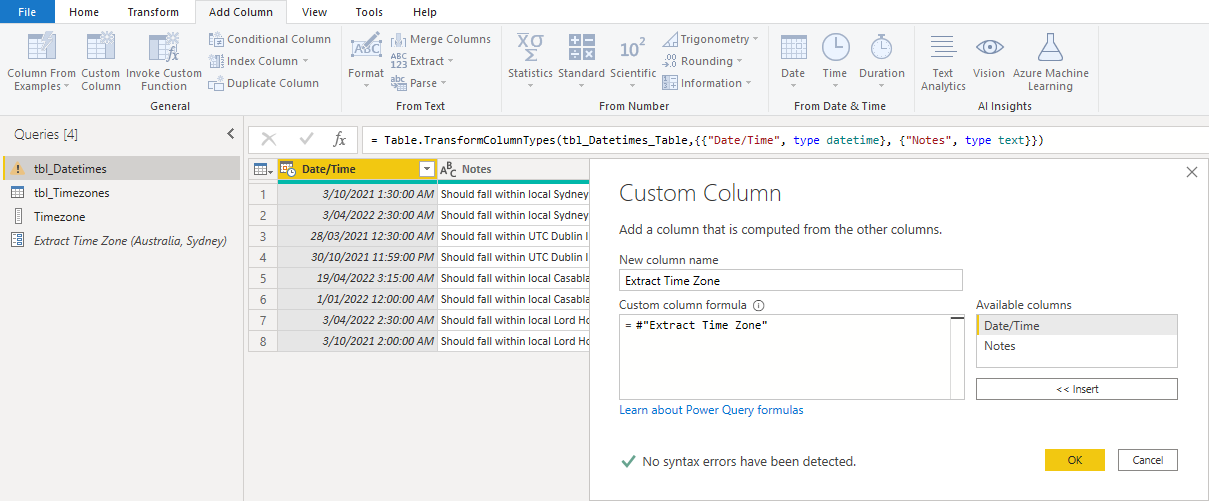 File Home Transform Add Column View Tools Help
Column From Examples
Custom Column
Invoke Custom Function
Conditional Column
Index Column
Duplicate Column
General
Format
Merge Columns
Extract
Parse
From Text
Statistics
Standard
Scientific
Trigonometry
Rounding
Information
From Number
Date
Time
Duration
From Date & Time
Text Analytics
Vision
Azure Machine Learning
AI Insights
Queries [4]
tbl_Datetimes
tbl_Timezones
Timezone
Extract Time Zone (Australia, Sydney)
fx = Table.TransformColumnTypes(tbl_Datetimes_Table,{{"Date/Time", type datetime}, {"Notes", type text}})
Date/Time ABC Notes
1 3/10/2021 1:30:00 AM Should fall within local Sydney
2 3/04/2022 2:30:00 AM Should fall within local Sydney
3 28/03/2021 12:30:00 AM Should fall within UTC Dublin I
4 30/10/2021 11:59:00 PM Should fall within UTC Dublin I
5 19/04/2022 3:15:00 AM Should fall within local Casabla
6 1/01/2022 12:00:00 AM Should fall within local Casabla
7 3/04/2022 2:30:00 AM Should fall within local Lord Ho
8 3/10/2021 2:00:00 AM Should fall within local Lord Ho
Custom Column
Add a column that is computed from the other columns.
New column name
Extract Time Zone
Custom column formula
= #"Extract Time Zone"
Available columns
Date/Time
Notes
<< Insert
Learn about Power Query formulas
No syntax errors have been detected.
OK
Cancel